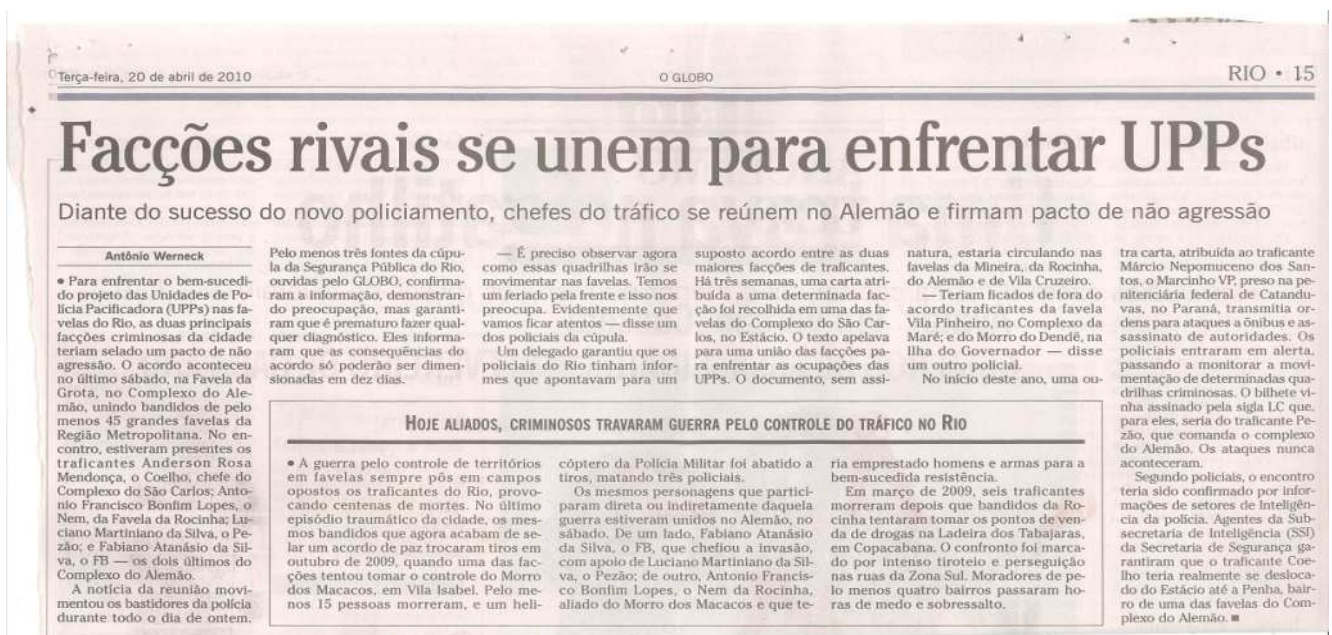 Terça-feira, 20 de abril de 2010
O GLOBO
RIO • 15
Facções rivais se unem para enfrentar UPPs
Diante do sucesso do novo policiamento, chefes do tráfico se reúnem no Alemão e firmam pacto de não agressão
Antônio Werneck
• Para enfrentar o bem-sucedi-
do projeto das Unidades de Po-
lícia Pacificadora (UPPs) nas fa-
velas do Rio, as duas principais
facções criminosas da cidade
teriam selado um pacto de não
agressão. O acordo aconteceu
no último sábado, na Favela da
Grota, no Complexo do Ale-
mão, unindo bandidos de pelo
menos 45 grandes favelas da
Região Metropolitana. No en-
contro, estiveram presentes os
traficantes Anderson Rosa
Mendonça, o Coelho, chefe do
Complexo do São Carlos; Anto-
nio Francisco Bonfim Lopes, o
Nem, da Favela da Rocinha; Lu-
ciano Martiniano da Silva, o Pe-
zão; e Fabiano Atanásio da Sil-
va, o FB — os dois últimos do
Complexo do Alemão.
A notícia da reunião movi-
mentou os bastidores da polícia
durante todo o dia de ontem.
Pelo menos três fontes da cúpu-
la da Segurança Pública do Rio,
ouvidas pelo GLOBO, confirma-
ram a informação, demonstran-
do preocupação, mas garanti-
ram que é prematuro fazer qual-
quer diagnóstico. Eles informa-
ram que as consequências do
acordo só poderão ser dimen-
sionadas em dez dias.
— É preciso observar agora
como essas quadrilhas irão se
movimentar nas favelas. Temos
um feriado pela frente e isso nos
preocupa. Evidentemente que
vamos ficar atentos — disse um
dos policiais da cúpula.
Um delegado garantiu que os
policiais do Rio tinham infor-
mes que apontavam para um
suposto acordo entre as duas
maiores facções de traficantes.
Há três semanas, uma carta atri-
buída a uma determinada fac-
ção foi recolhida em uma das fa-
velas do Complexo do São Car-
los, no Estácio. O texto apelava
para uma união das facções pa-
ra enfrentar as ocupações das
UPPs. O documento, sem assi-
natura, estaria circulando nas
favelas da Mineira, da Rocinha,
do Alemão e de Vila Cruzeiro.
— Teriam ficados de fora do
acordo traficantes da favela
Vila Pinheiro, no Complexo da
Maré; e do Morro do Dendê, na
Ilha do Governador — disse
um outro policial.
No início deste ano, uma ou-
tra carta, atribuída ao traficante
Márcio Nepomuceno dos San-
tos, o Marcinho VP, preso na pe-
nitenciária federal de Catandu-
vas, no Paraná, transmitia or-
dens para ataques a ônibus e as-
sassinato de autoridades. Os
policiais entraram em alerta,
passando a monitorar a movi-
mentação de determinadas qua-
drilhas criminosas. O bilhete vi-
nha assinado pela sigla LC que,
para eles, seria do traficante Pe-
zão, que comanda o complexo
do Alemão. Os ataques nunca
aconteceram.
Segundo policiais, o encontro
teria sido confirmado por infor-
mações de setores de Inteligên-
cia da polícia. Agentes da Sub-
secretaria de Inteligência (SSI)
da Secretaria de Segurança ga-
rantiram que o traficante Coe-
lho teria realmente se desloca-
do do Estácio até a Penha, bair-
ro de uma das favelas do Com-
plexo do Alemão. ■
HOJE ALIADOS, CRIMINOSOS TRAVARAM GUERRA PELO CONTROLE DO TRÁFICO NO RIO
• A guerra pelo controle de territórios
em favelas sempre pôs em campos
opostos os traficantes do Rio, provo-
cando centenas de mortes. No último
episódio traumático da cidade, os mes-
mos bandidos que agora acabam de se-
lar um acordo de paz trocaram tiros em
outubro de 2009, quando uma das fac-
ções tentou tomar o controle do Morro
dos Macacos, em Vila Isabel. Pelo me-
nos 15 pessoas morreram, e um heli-
cóptero da Polícia Militar foi abatido a
tiros, matando três policiais.
Os mesmos personagens que partici-
param direta ou indiretamente daquela
guerra estiveram unidos no Alemão, no
sábado. De um lado, Fabiano Atanásio
da Silva, o FB, que chefiou a invasão,
com apolo de Luciano Martiniano da Sil-
va, o Pezão; de outro, Antonio Francis-
co Bonfim Lopes, o Nem da Rocinha,
aliado do Morro dos Macacos e que te-
ria emprestado homens e armas para a
bem-sucedida resistência.
Em março de 2009, seis traficantes
morreram depois que bandidos da Ro-
cinha tentaram tomar os pontos de ven-
da de drogas na Ladeira dos Tabajaras,
em Copacabana. O confronto foi marca-
do por intenso tiroteio e perseguição
nas ruas da Zona Sul. Moradores de pe-
lo menos quatro bairros passaram ho-
ras de medo e sobressalto.